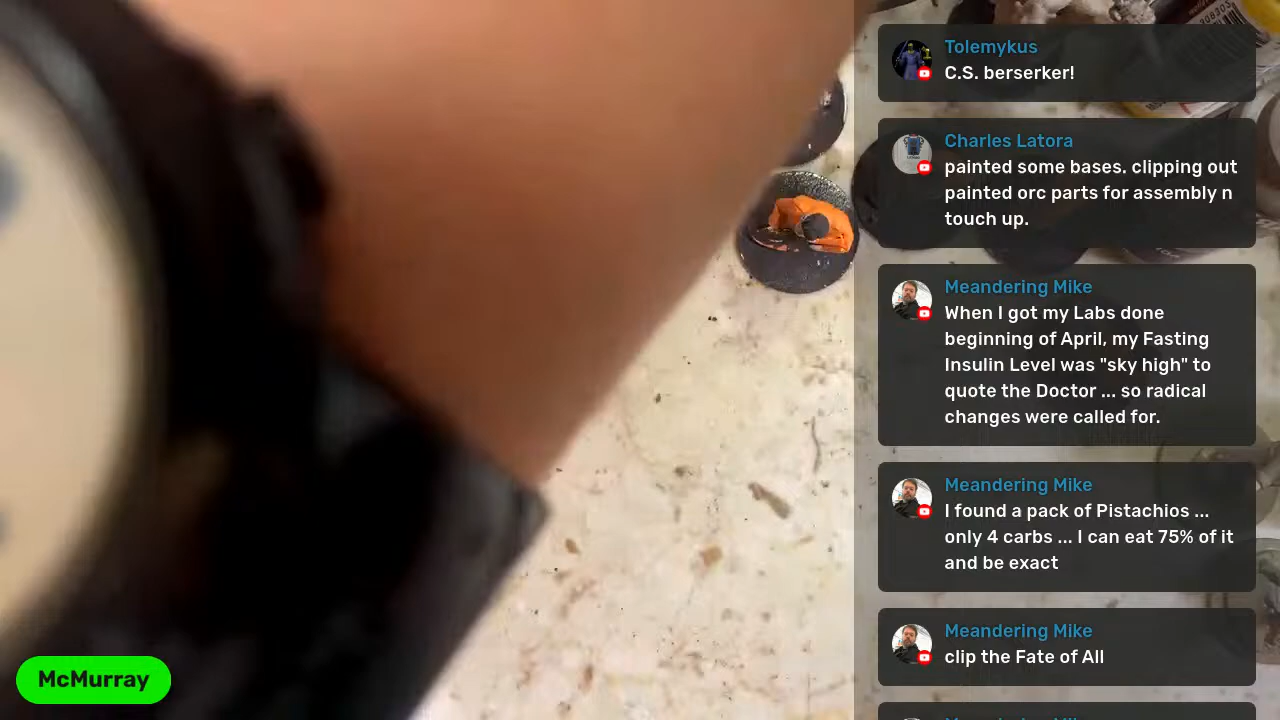 Tolemykus
C.S. berserker!
Charles Latora
painted some bases. clipping out
painted orc parts for assembly n
touch up.
Meandering Mike
When I got my Labs done
beginning of April, my Fasting
Insulin Level was "sky high" to
quote the Doctor ... so radical
changes were called for.
Meandering Mike
I found a pack of Pistachios ...
only 4 carbs ... I can eat 75% of it
and be exact
Meandering Mike
clip the Fate of All
McMurray